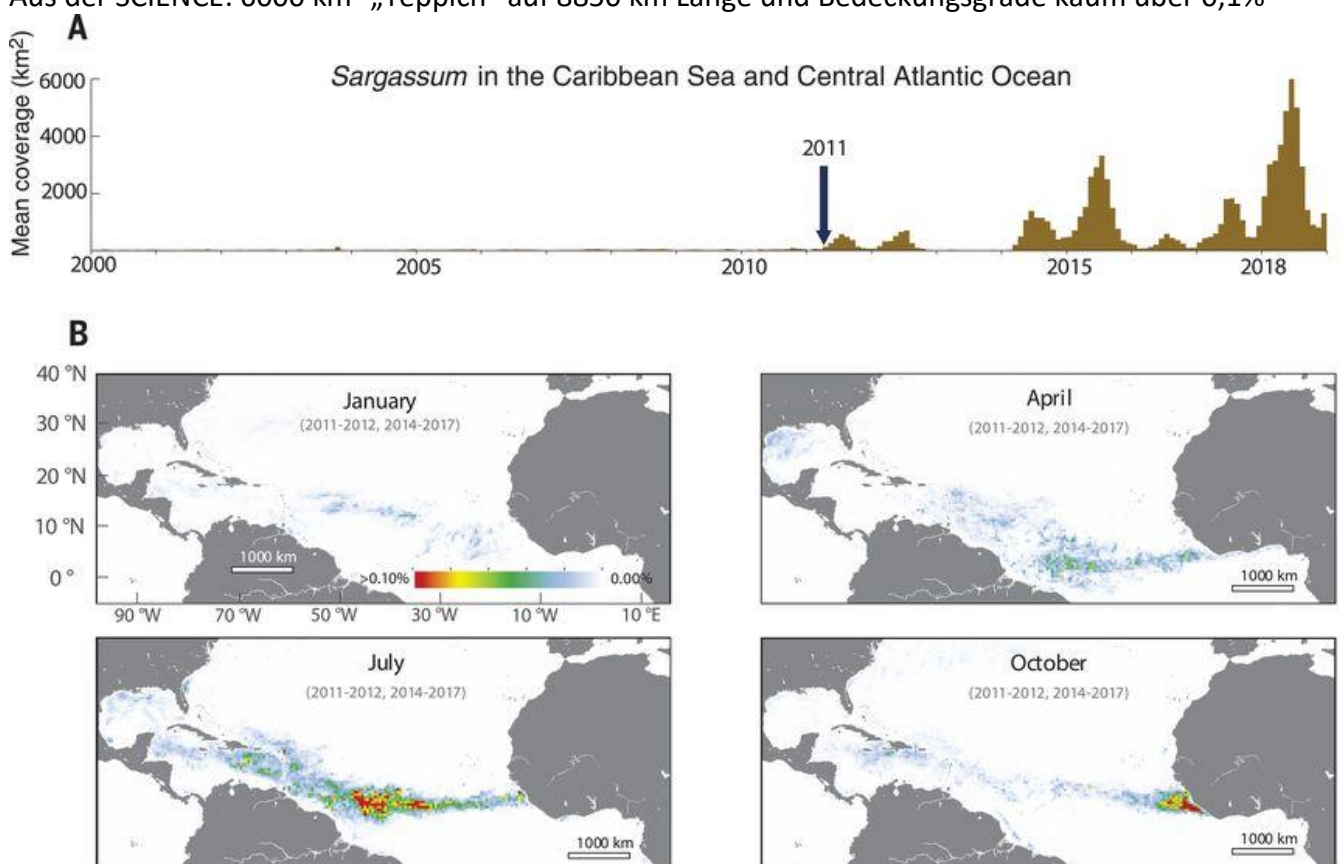 Aus der SCIENCE: 6000 km² „Teppich“ auf 8850 km Länge und Bedeckungsgrade kaum über 0,1%
A
Mean coverage (km²)
Sargassum in the Caribbean Sea and Central Atlantic Ocean
6000
4000
2000
2011
2000
2005
2010
2015
2018
B
40 °N
30 °N
20 °N
10 °N
0 °
January
(2011-2012, 2014-2017)
1000 km
>0.10%
0.00%
90 °W
70 °W
50 °W
30 °W
10 °W
10 °E
April
(2011-2012, 2014-2017)
1000 km
July
(2011-2012, 2014-2017)
1000 km
October
(2011-2012, 2014-2017)
1000 km